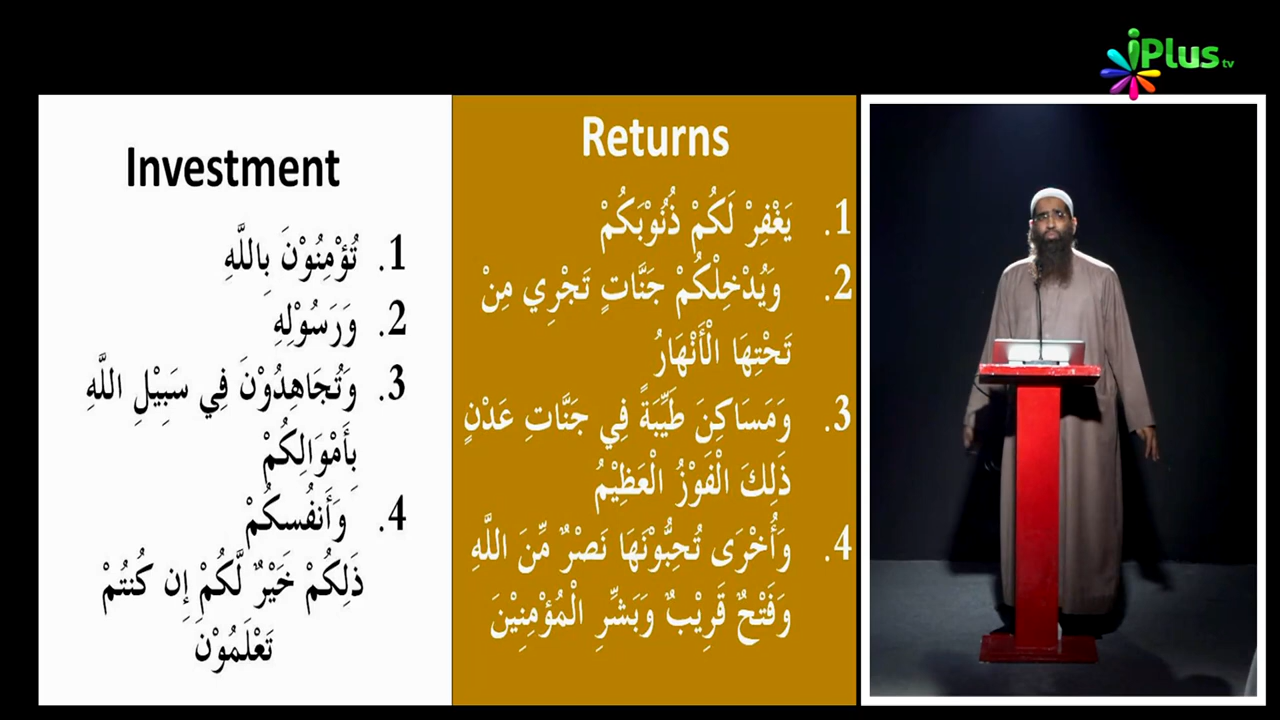 iPlus tv
Investment
1. تُؤْمِنُوْنَ بِاللَّهِ
2. وَرَسُوْلِهِ
3. وَتُجَاهِدُوْنَ فِي سَبِيْلِ اللَّهِ
بِأَمْوَالِكُمْ
4. وَأَنفُسكُمْ
ذَلِكُمْ خَيْرٌ لَّكُمْ إِن كُنتُمْ
تَعْلَمُوْنَ
Returns
1. يَغْفِرْ لَكُمْ ذُنُوْبَكُمْ
2. وَيُدْخِلْكُمْ جَنَّاتٍ تَجْرِي مِنْ
تَحْتِهَا الْأَنْهَارُ
3. وَمَسَاكِنَ طَيِّبَةً فِي جَنَّاتِ عَدْنٍ
ذَلِكَ الْفَوْزُ الْعَظِيْمُ
4. وَأُخْرَى تُحِبُّوْنَهَا نَصْرٌ مِّنَ اللَّهِ
وَفَتْحٌ قَرِيْبٌ وَبَشِّرِ الْمُؤْمِنِيْنَ